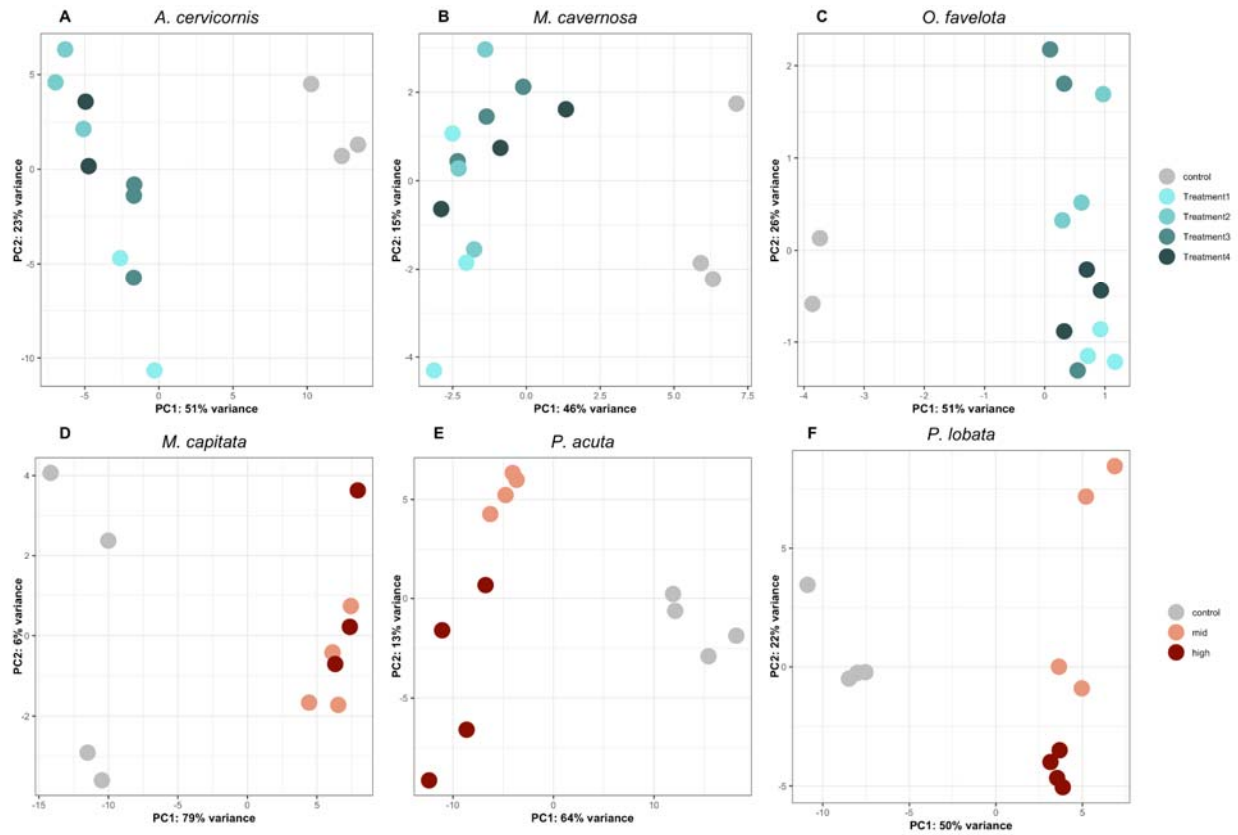 A A. cervicornis
5
0
-5
-10
PC2: 23% variance
-5 0 5 10
PC1: 51% variance
B M. cavernosa
2
0
-2
-4
PC2: 15% variance
-2.5 0.0 2.5 5.0 7.5
PC1: 46% variance
C O. favelota
2
1
0
-1
PC2: 26% variance
-4 -3 -2 -1 0 1
PC1: 51% variance
control
Treatment1
Treatment2
Treatment3
Treatment4
D M. capitata
4
2
0
-2
PC2: 6% variance
-15 -10 -5 0 5
PC1: 79% variance
E P. acuta
5
0
-5
PC2: 13% variance
-10 0 10
PC1: 64% variance
F P. lobata
5
0
-5
PC2: 22% variance
-10 -5 0 5
PC1: 50% variance
control
mid
high